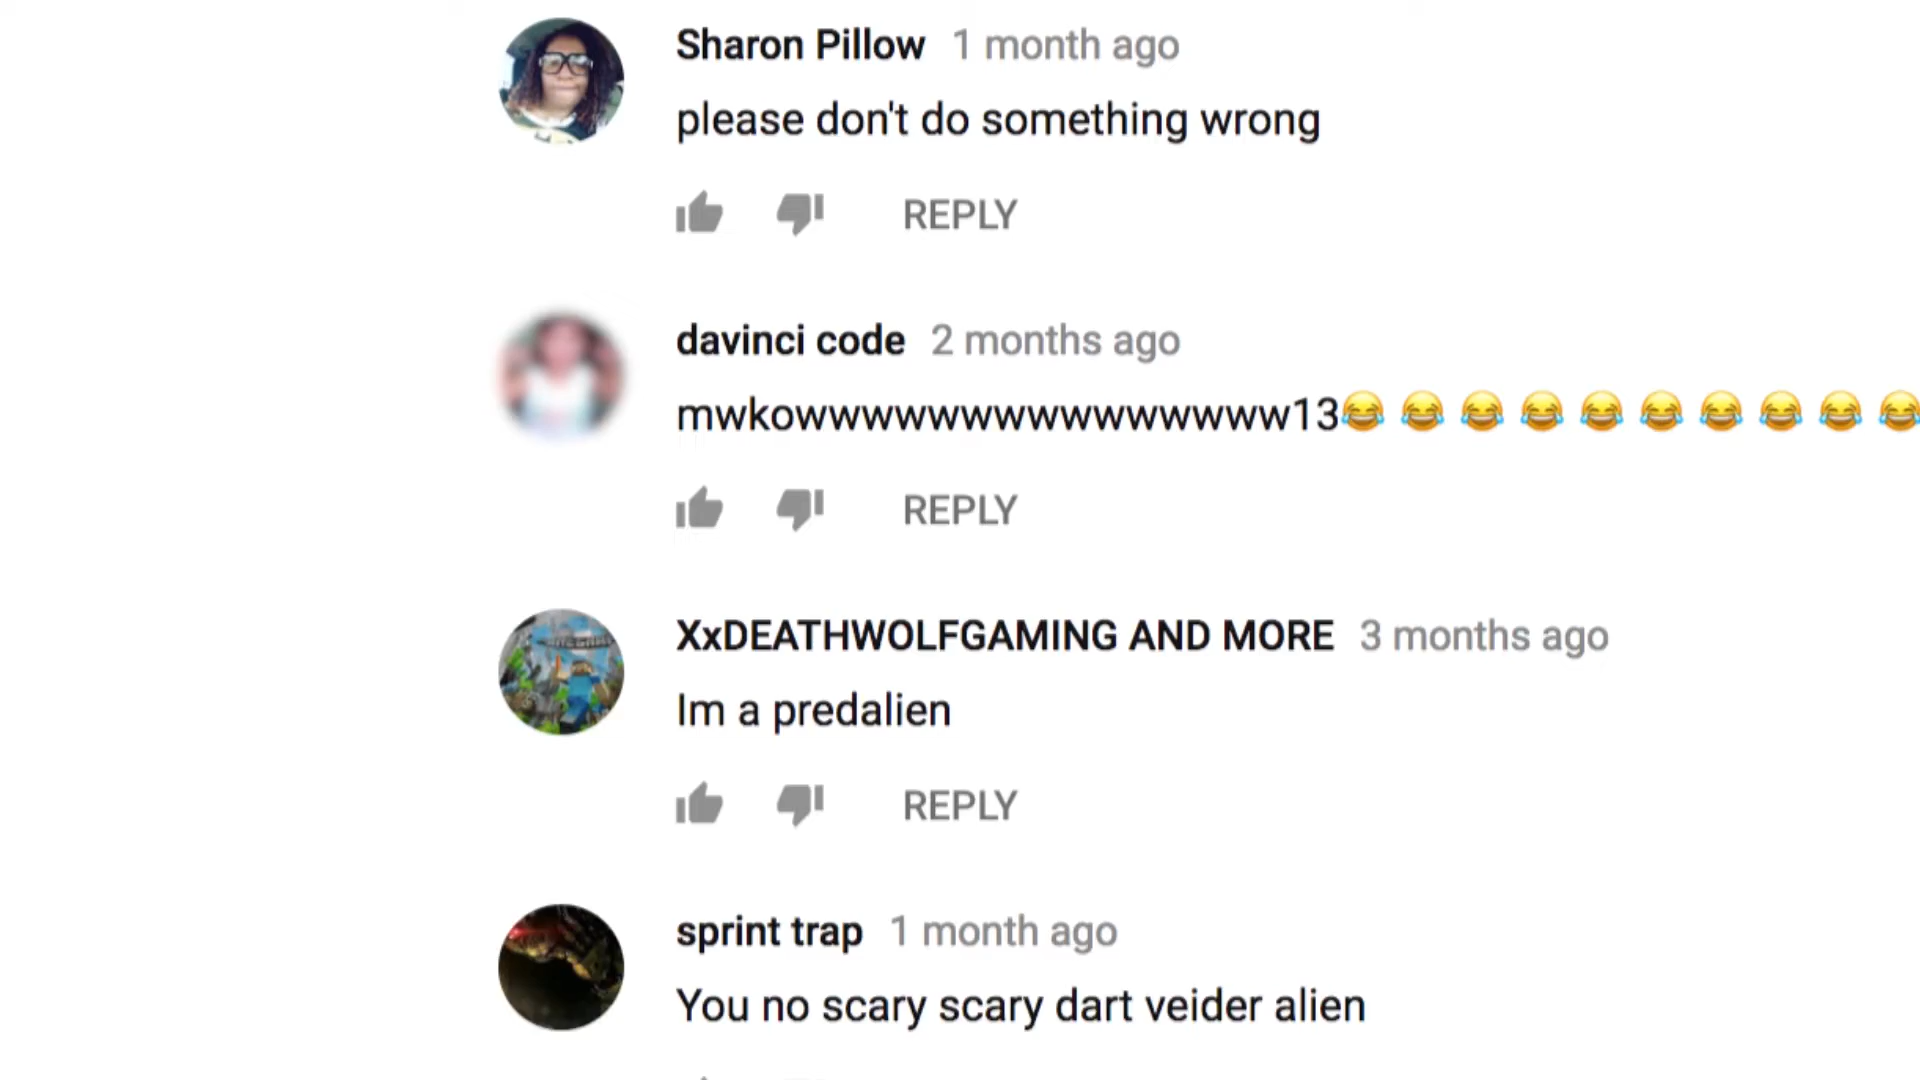 Sharon Pillow 1 month ago
please don't do something wrong
REPLY
davinci code 2 months ago
mwkowwwwwwwwwwwwwww13😂😂😂😂😂😂😂😂😂😂
REPLY
XxDEATHWOLFGAMING AND MORE 3 months ago
Im a predalien
REPLY
sprint trap 1 month ago
You no scary scary dart veider alien